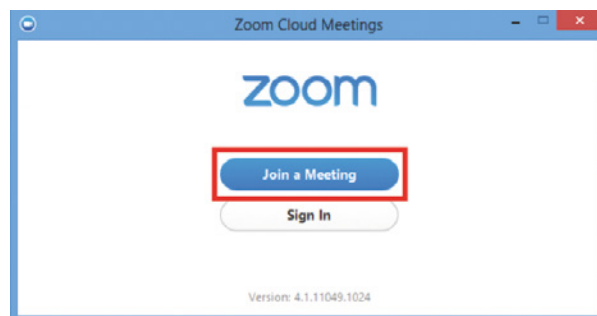 Zoom Cloud Meetings
zoom
Join a Meeting
Sign In
Version: 4.1.11049.1024